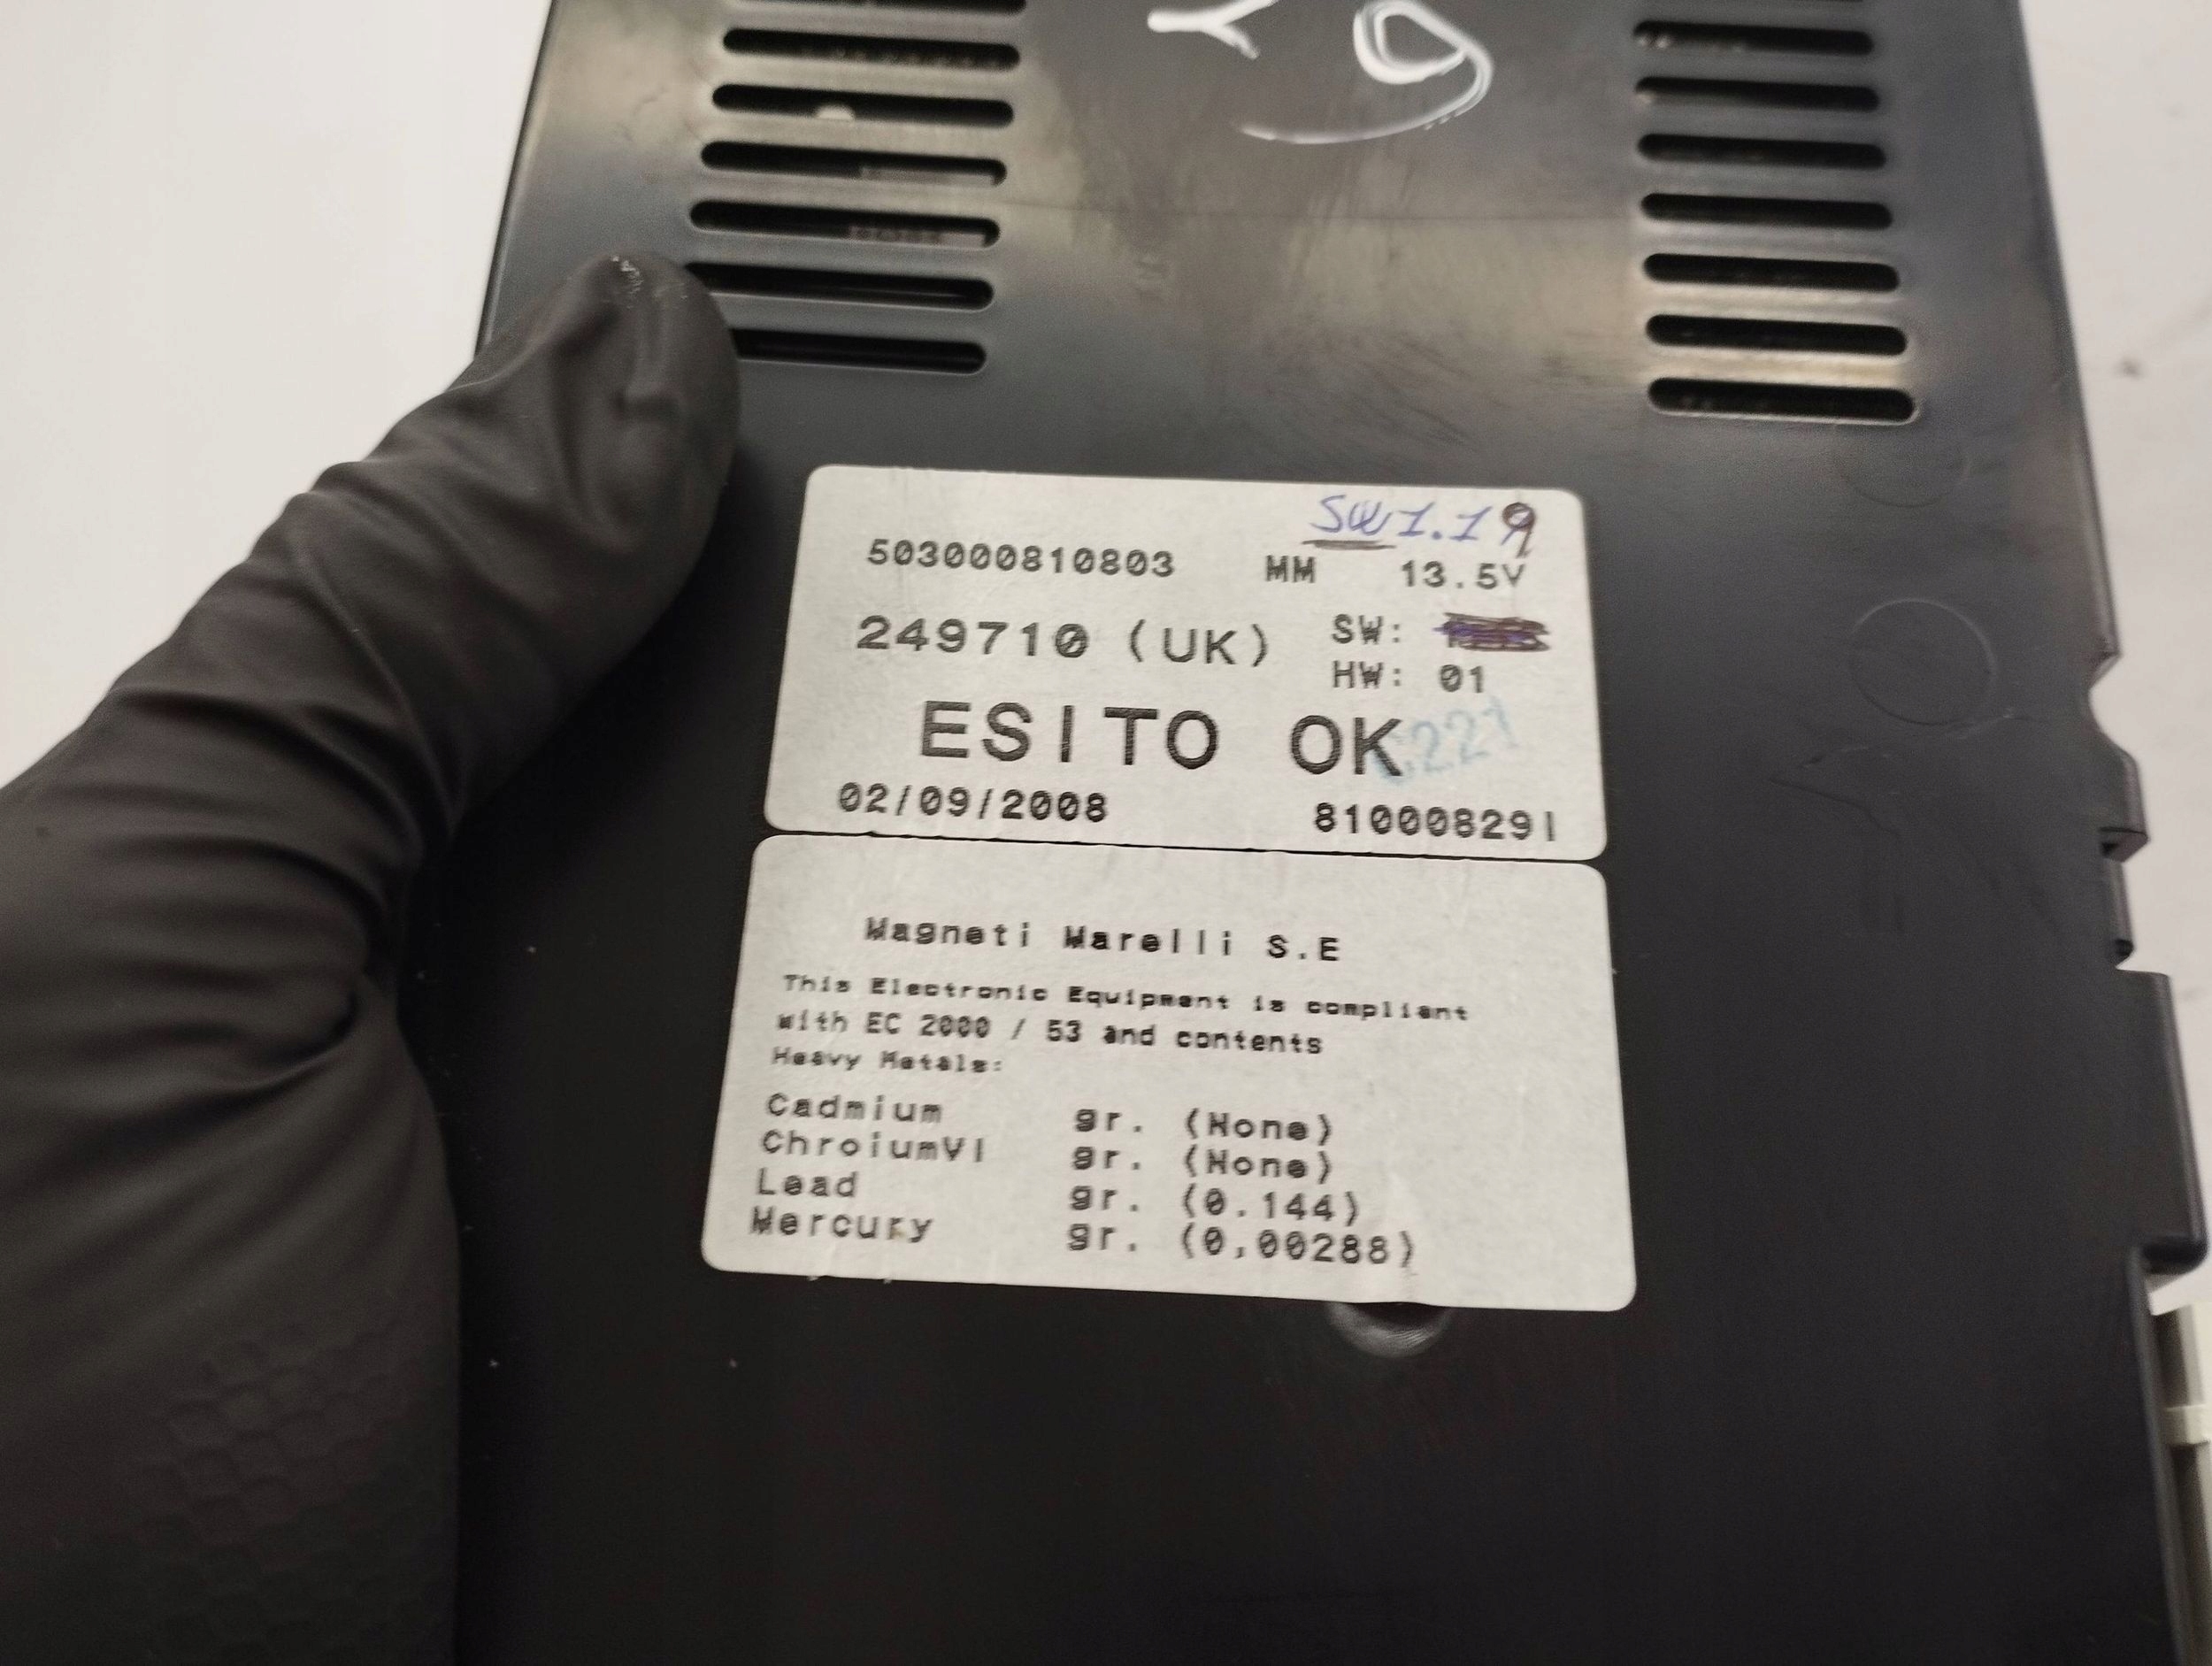 SW1.19
503000810803 MM 13.5V
249710 (UK) SW:
HW: 01
ESITO OK
02/09/2008 810008291
Magneti Marelli S.E
This Electronic Equipment is compliant
with EC 2000 / 53 and contents
Heavy Metals:
Cadmium gr. (None)
ChroiumVI gr. (None)
Lead gr. (0.144)
Mercury gr. (0,00288)